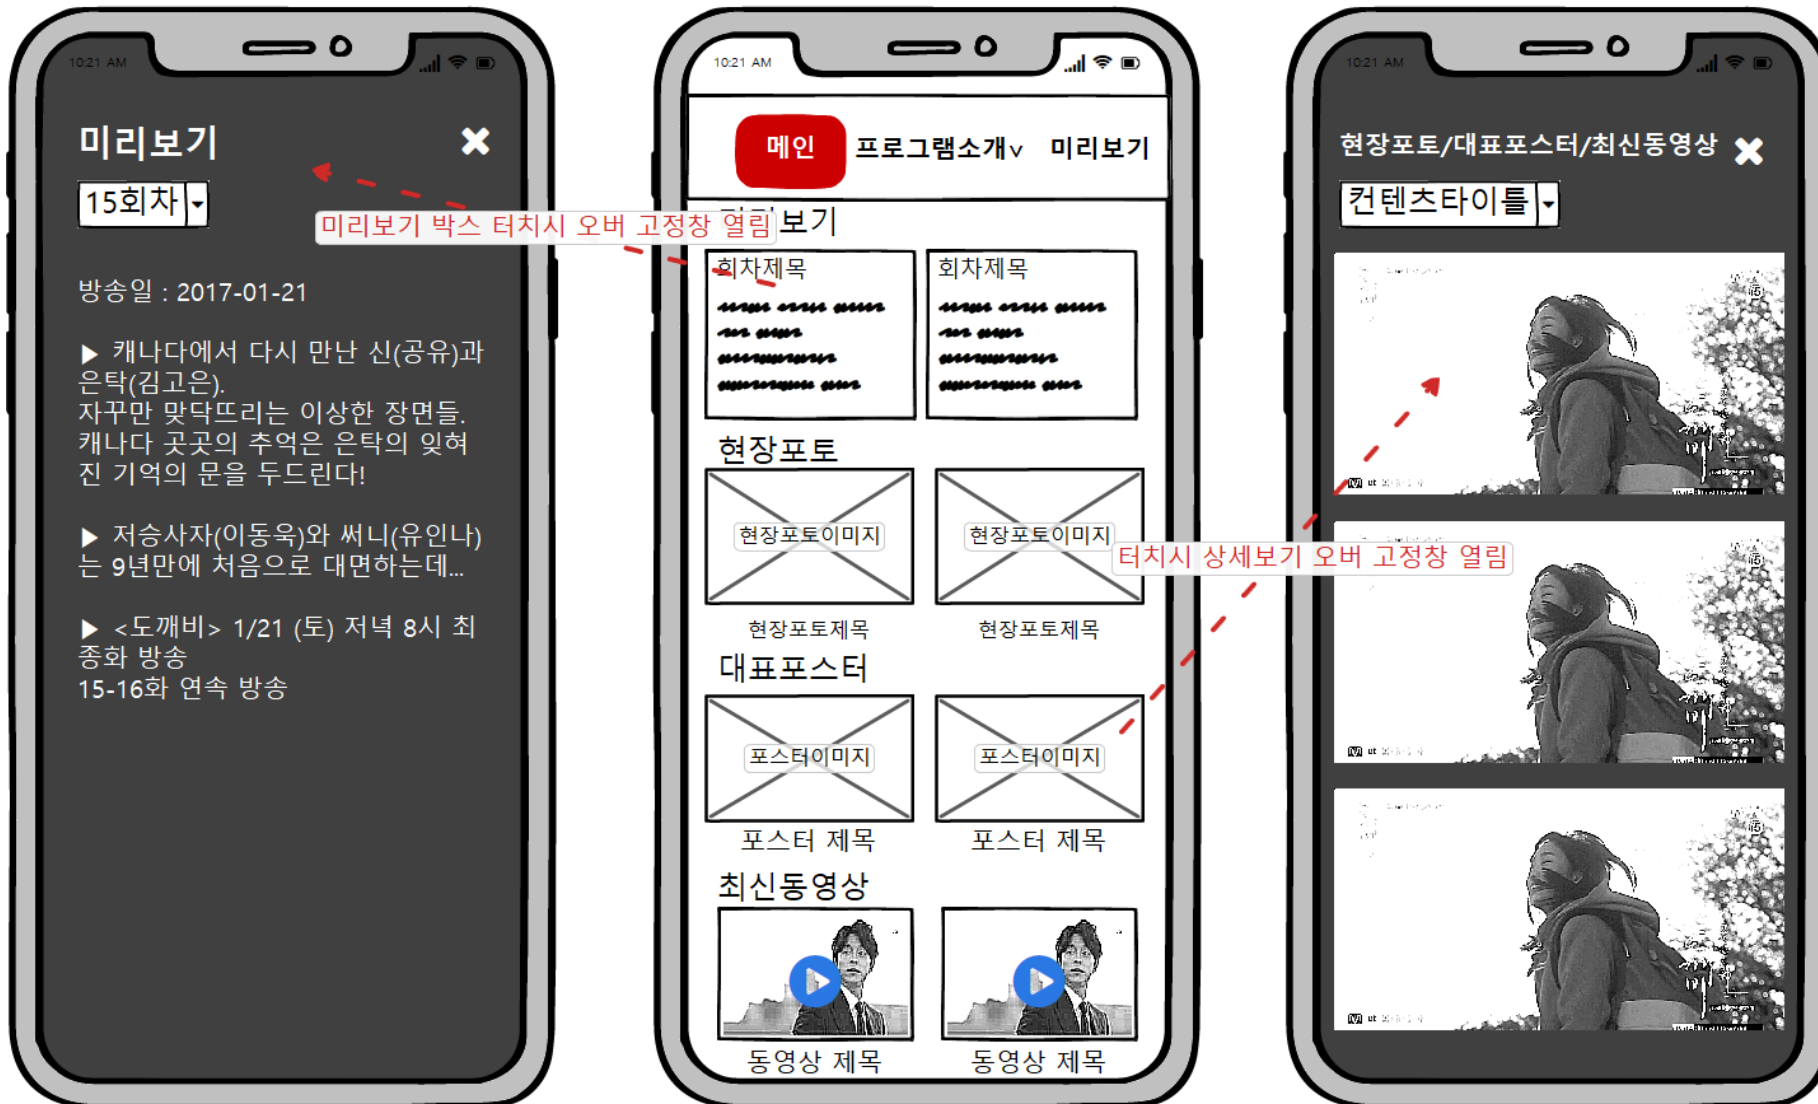 10:21 AM
미리보기
15회차
방송일 : 2017-01-21
▶ 캐나다에서 다시 만난 신(공유)과
은탁(김고은).
자꾸만 맞닥뜨리는 이상한 장면들.
캐나다 곳곳의 추억은 은탁의 잊혀
진 기억의 문을 두드린다!
▶ 저승사자(이동욱)와 써니(유인나)
는 9년만에 처음으로 대면하는데...
▶ <도깨비> 1/21 (토) 저녁 8시 최
종화 방송
15-16화 연속 방송
미리보기 박스 터치시 오버 고정창 열림
10:21 AM
메인 프로그램소개∨ 미리보기
미리보기
회차제목 회차제목
현장포토
현장포토이미지 현장포토이미지
현장포토제목 현장포토제목
대표포스터
포스터이미지 포스터이미지
포스터 제목 포스터 제목
최신동영상
동영상 제목 동영상 제목
터치시 상세보기 오버 고정창 열림
10:21 AM
현장포토/대표포스터/최신동영상
컨텐츠타이틀